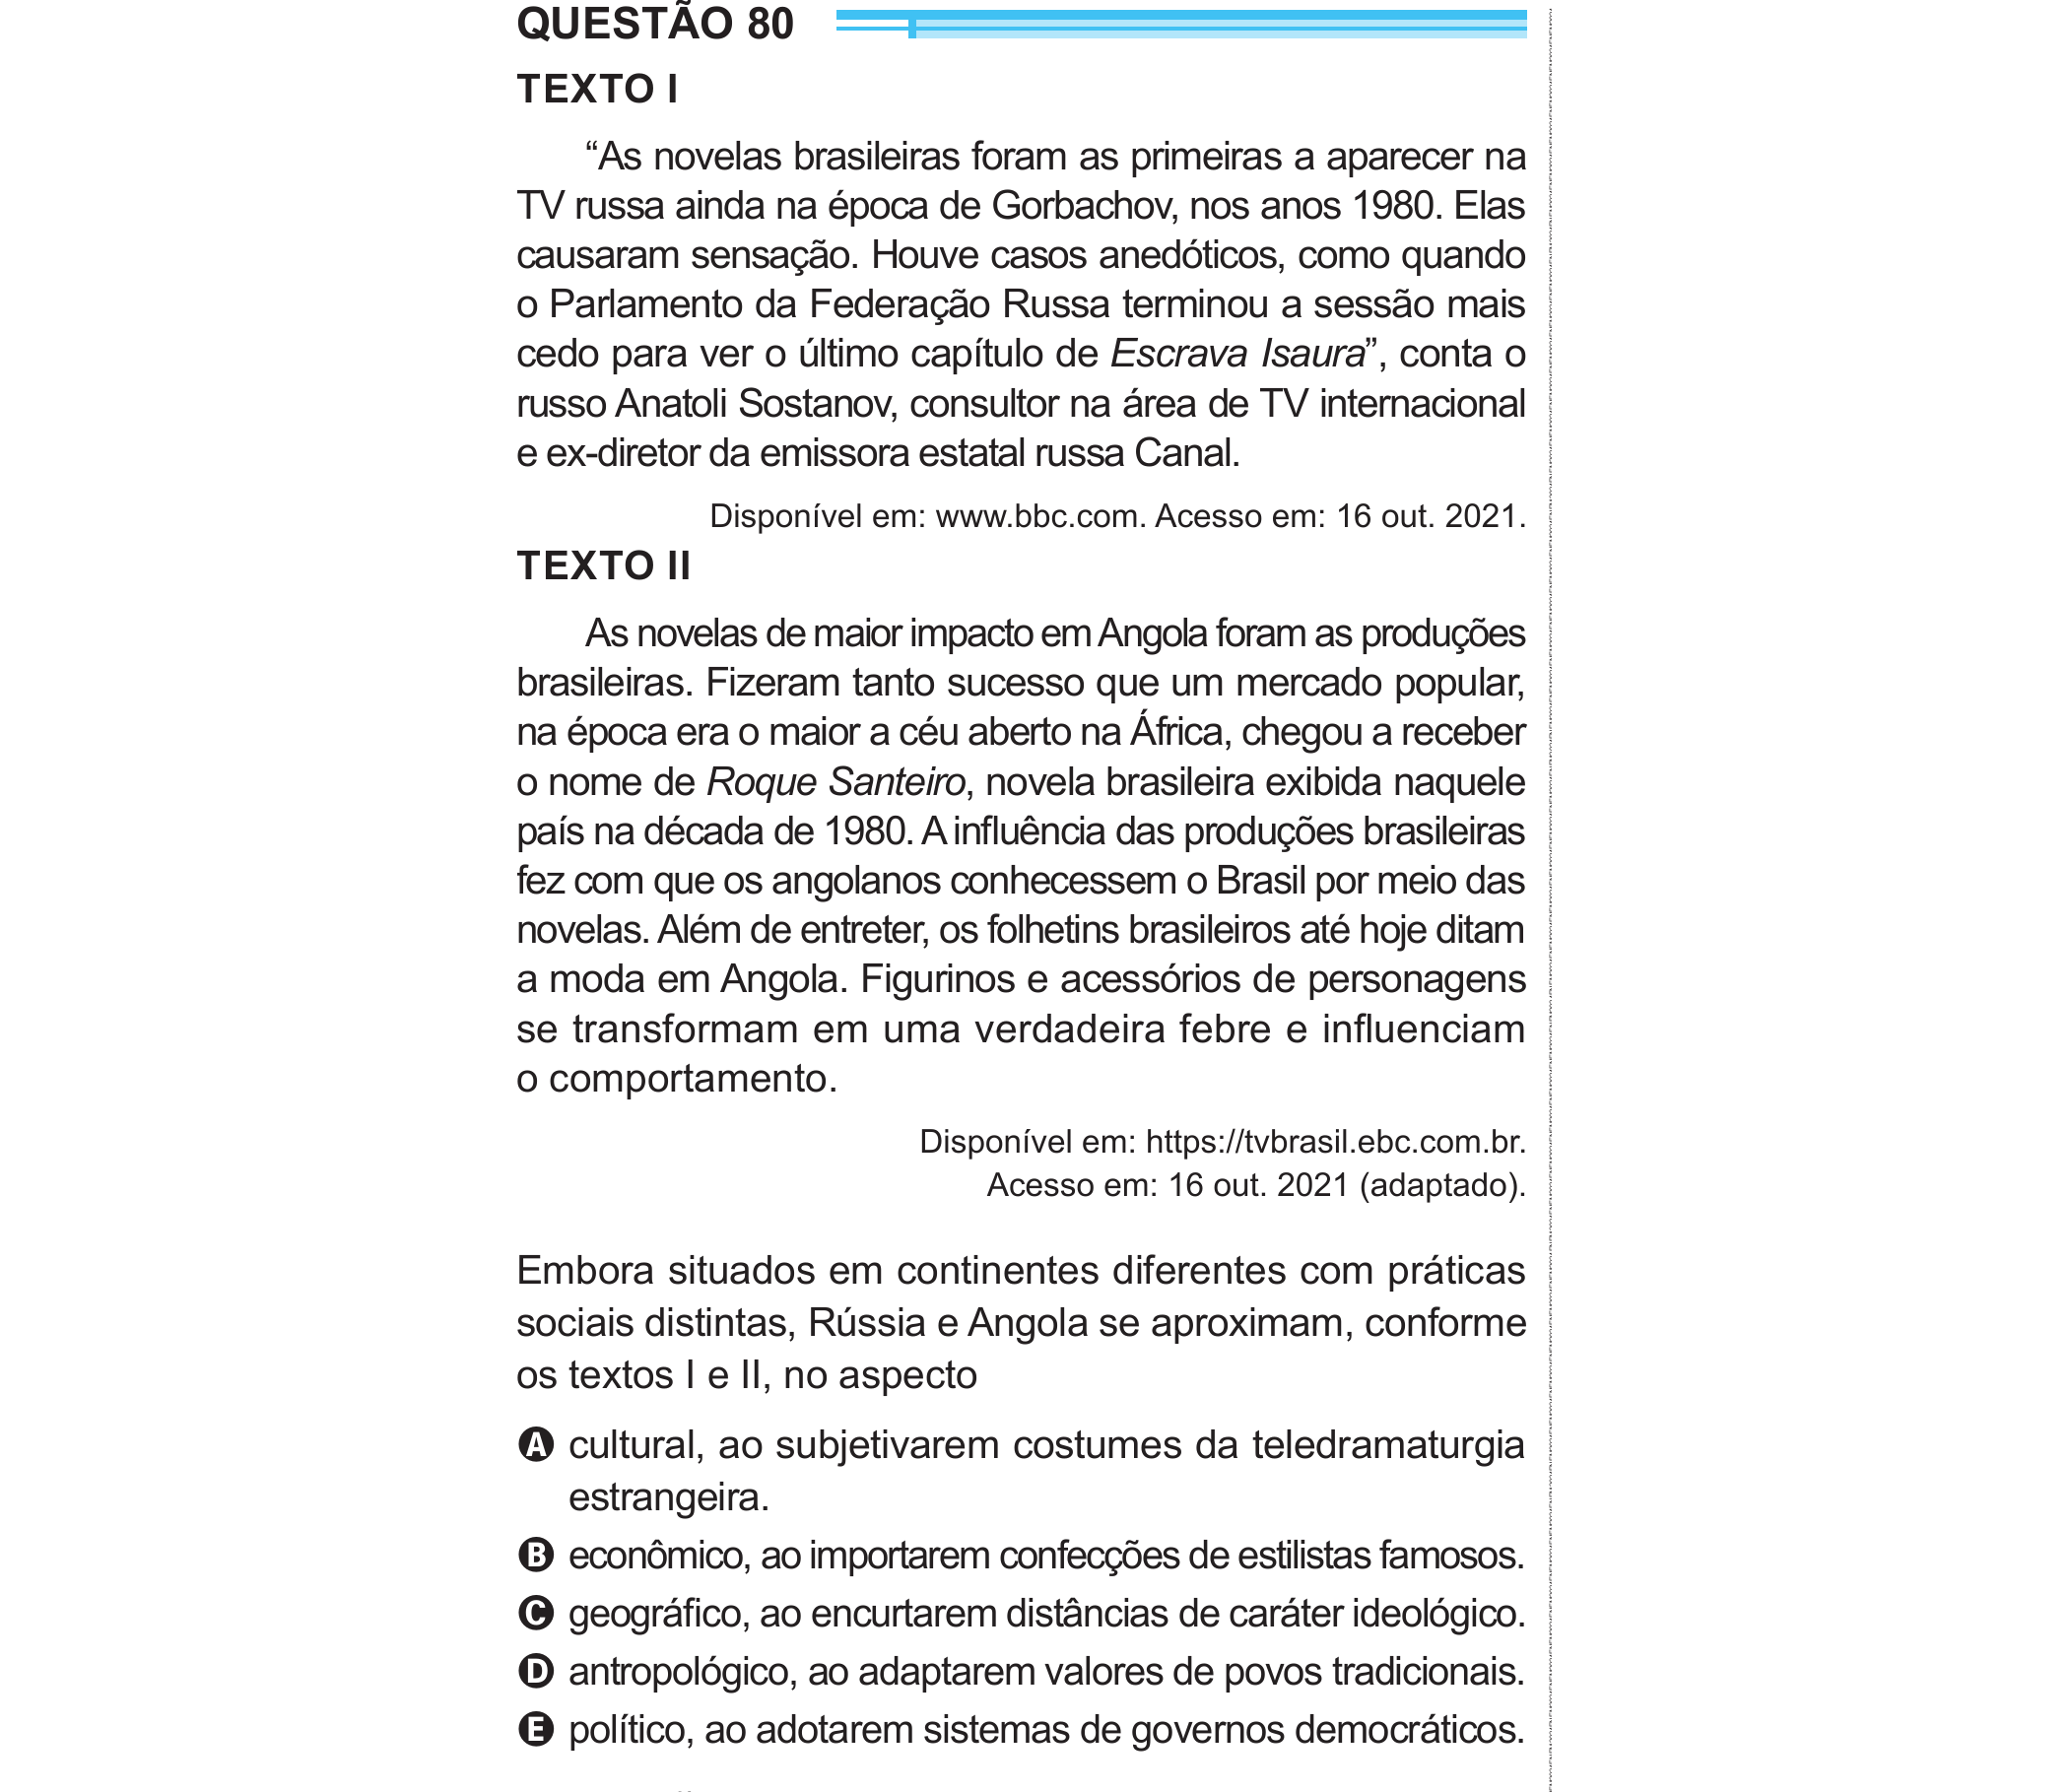 QUESTÃO 80
TEXTO I
“As novelas brasileiras foram as primeiras a aparecer na
TV russa ainda na época de Gorbachov, nos anos 1980. Elas
causaram sensação. Houve casos anedóticos, como quando
o Parlamento da Federação Russa terminou a sessão mais
cedo para ver o último capítulo de Escrava Isaura”, conta o
russo Anatoli Sostanov, consultor na área de TV internacional
e ex-diretor da emissora estatal russa Canal.
Disponível em: www.bbc.com. Acesso em: 16 out. 2021.
TEXTO II
As novelas de maior impacto em Angola foram as produções
brasileiras. Fizeram tanto sucesso que um mercado popular,
na época era o maior a céu aberto na África, chegou a receber
o nome de Roque Santeiro, novela brasileira exibida naquele
país na década de 1980. A influência das produções brasileiras
fez com que os angolanos conhecessem o Brasil por meio das
novelas. Além de entreter, os folhetins brasileiros até hoje ditam
a moda em Angola. Figurinos e acessórios de personagens
se transformam em uma verdadeira febre e influenciam
o comportamento.
Disponível em: https://tvbrasil.ebc.com.br.
Acesso em: 16 out. 2021 (adaptado).
Embora situados em continentes diferentes com práticas
sociais distintas, Rússia e Angola se aproximam, conforme
os textos I e II, no aspecto
A cultural, ao subjetivarem costumes da teledramaturgia
estrangeira.
B econômico, ao importarem confecções de estilistas famosos.
C geográfico, ao encurtarem distâncias de caráter ideológico.
D antropológico, ao adaptarem valores de povos tradicionais.
E político, ao adotarem sistemas de governos democráticos.